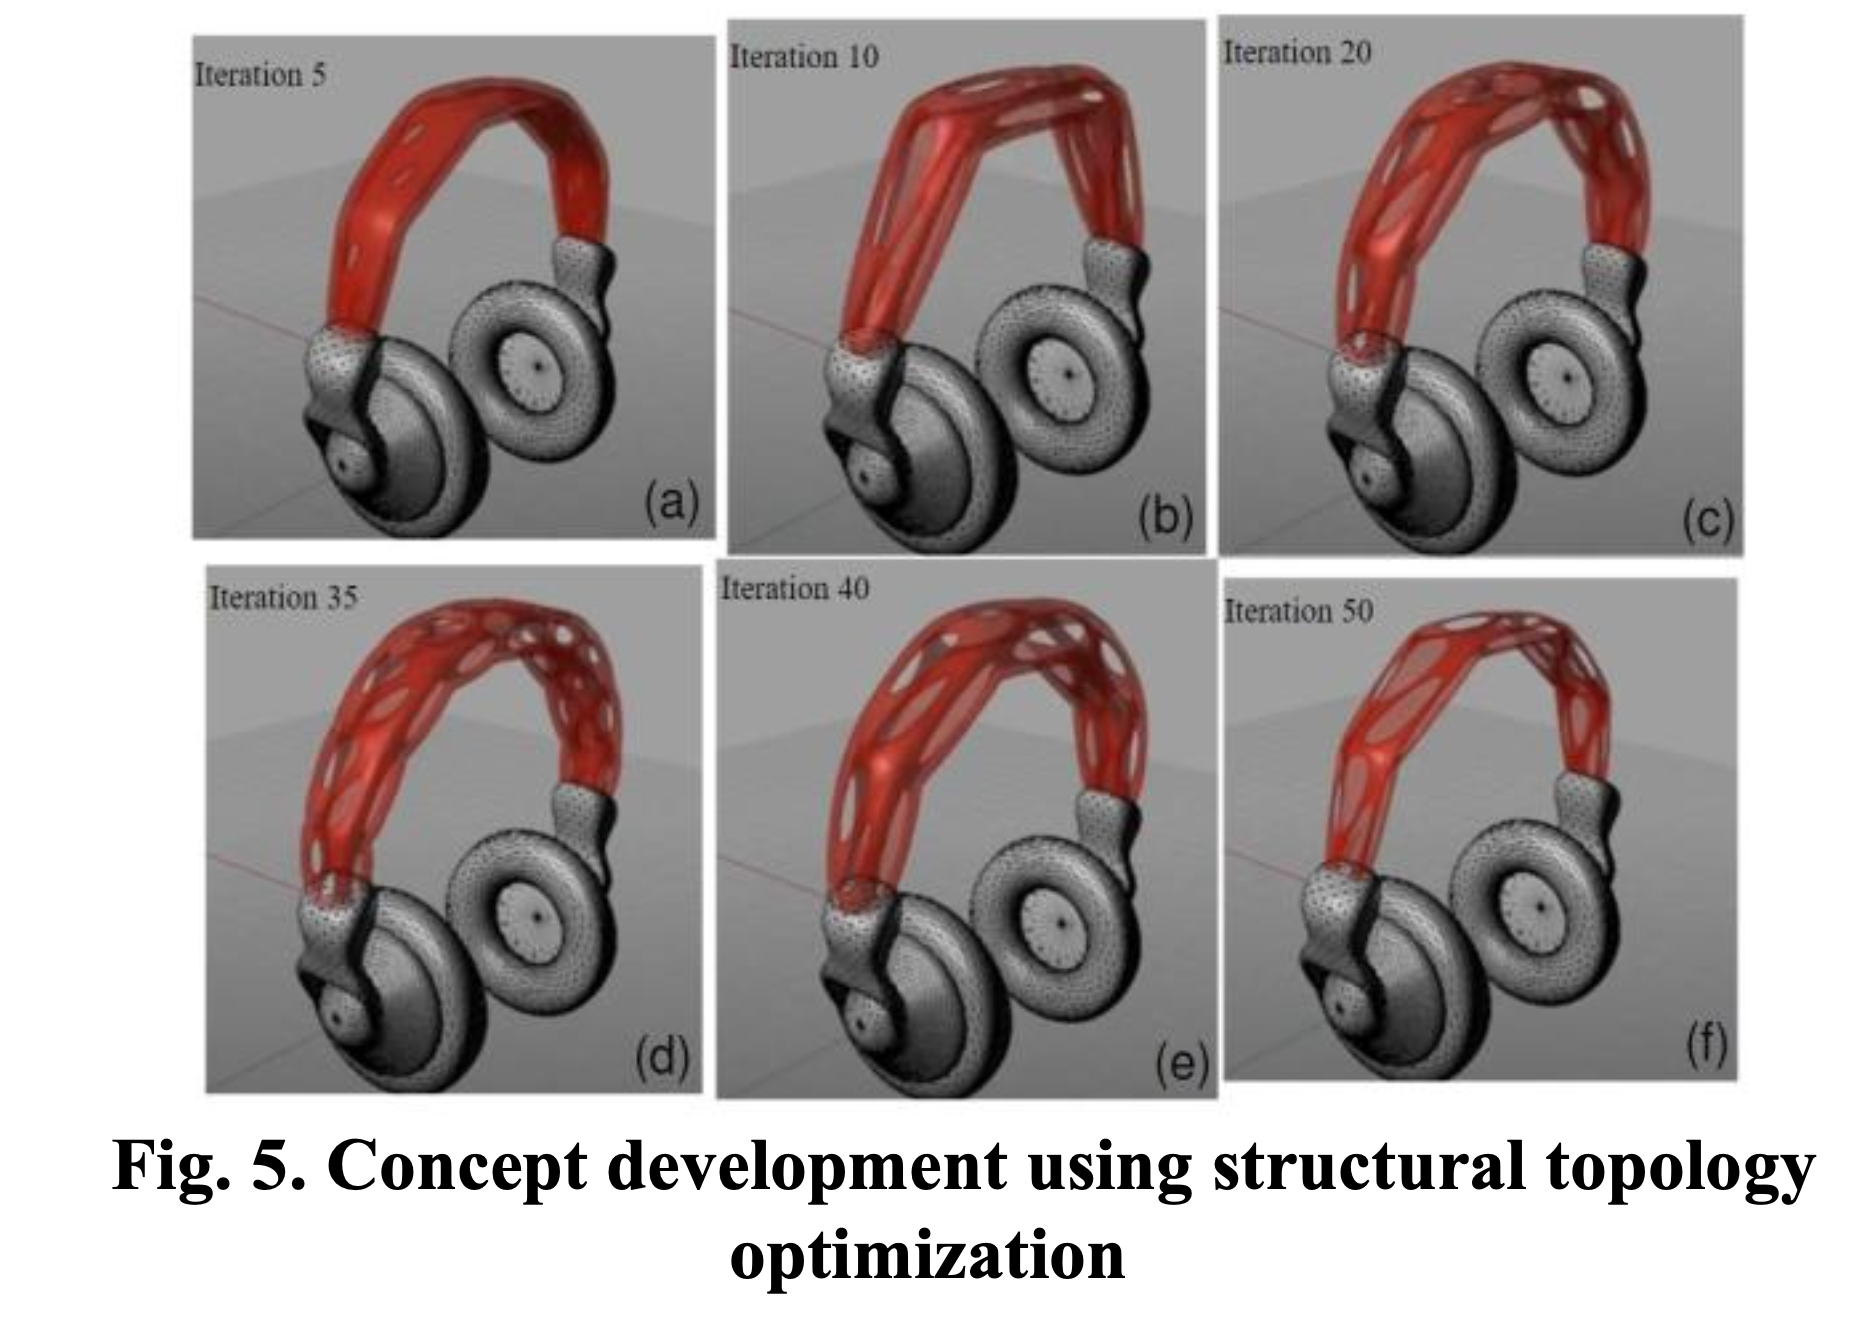 Iteration 5
(a)
Iteration 10
(b)
Iteration 20
(c)
Iteration 35
(d)
Iteration 40
(e)
Iteration 50
(f)
Fig. 5. Concept development using structural topology
optimization